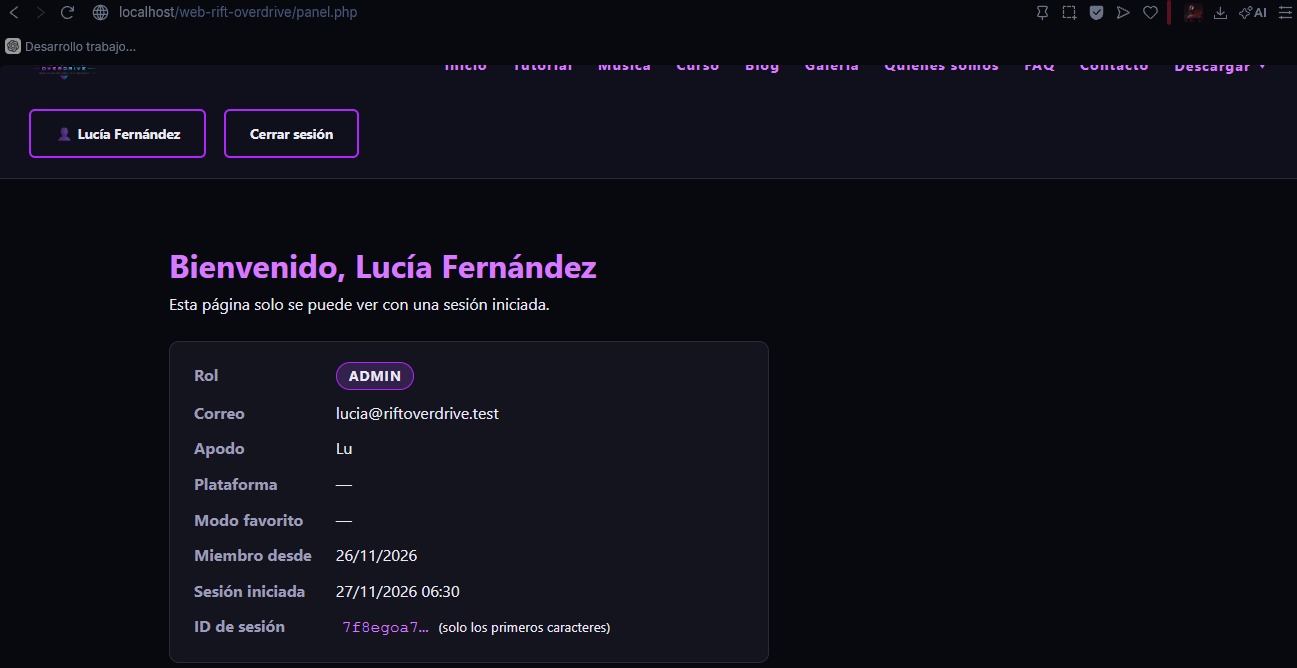 localhost/web-rift-overdrive/panel.php
AI
Desarrollo trabajo...
OVERDRIVE
Inicio Tutorial Música Curso Blog Galería Quiénes somos FAQ Contacto Descargar
Lucía Fernández Cerrar sesión
Bienvenido, Lucía Fernández
Esta página solo se puede ver con una sesión iniciada.
Rol ADMIN
Correo lucia@riftoverdrive.test
Apodo Lu
Plataforma —
Modo favorito —
Miembro desde 26/11/2026
Sesión iniciada 27/11/2026 06:30
ID de sesión 7f8egoa7… (solo los primeros caracteres)